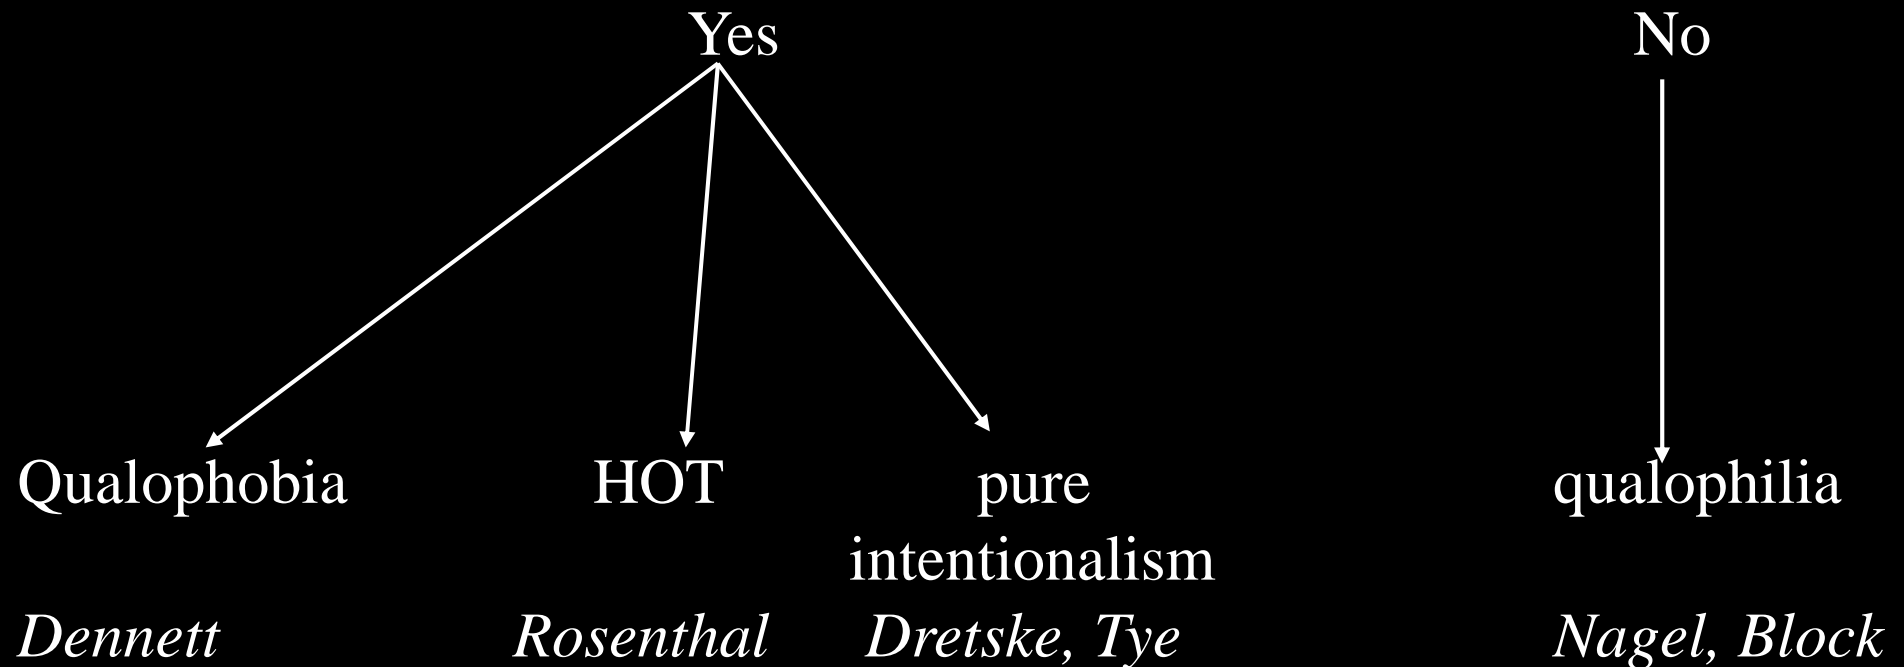 Yes No
Qualophobia HOT pure qualophilia
intentionalism
Dennett Rosenthal Dretske, Tye Nagel, Block